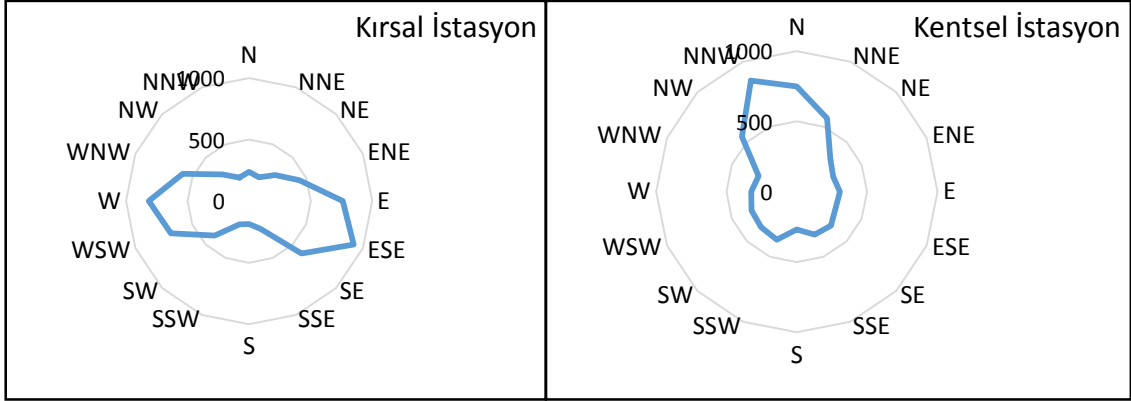 Kırsal İstasyon
N
NNE
NE
ENE
E
ESE
SE
SSE
S
SSW
SW
WSW
W
WNW
NW
NNW
1000
500
0
Kentsel İstasyon
N
NNE
NE
ENE
E
ESE
SE
SSE
S
SSW
SW
WSW
W
WNW
NW
NNW
1000
500
0